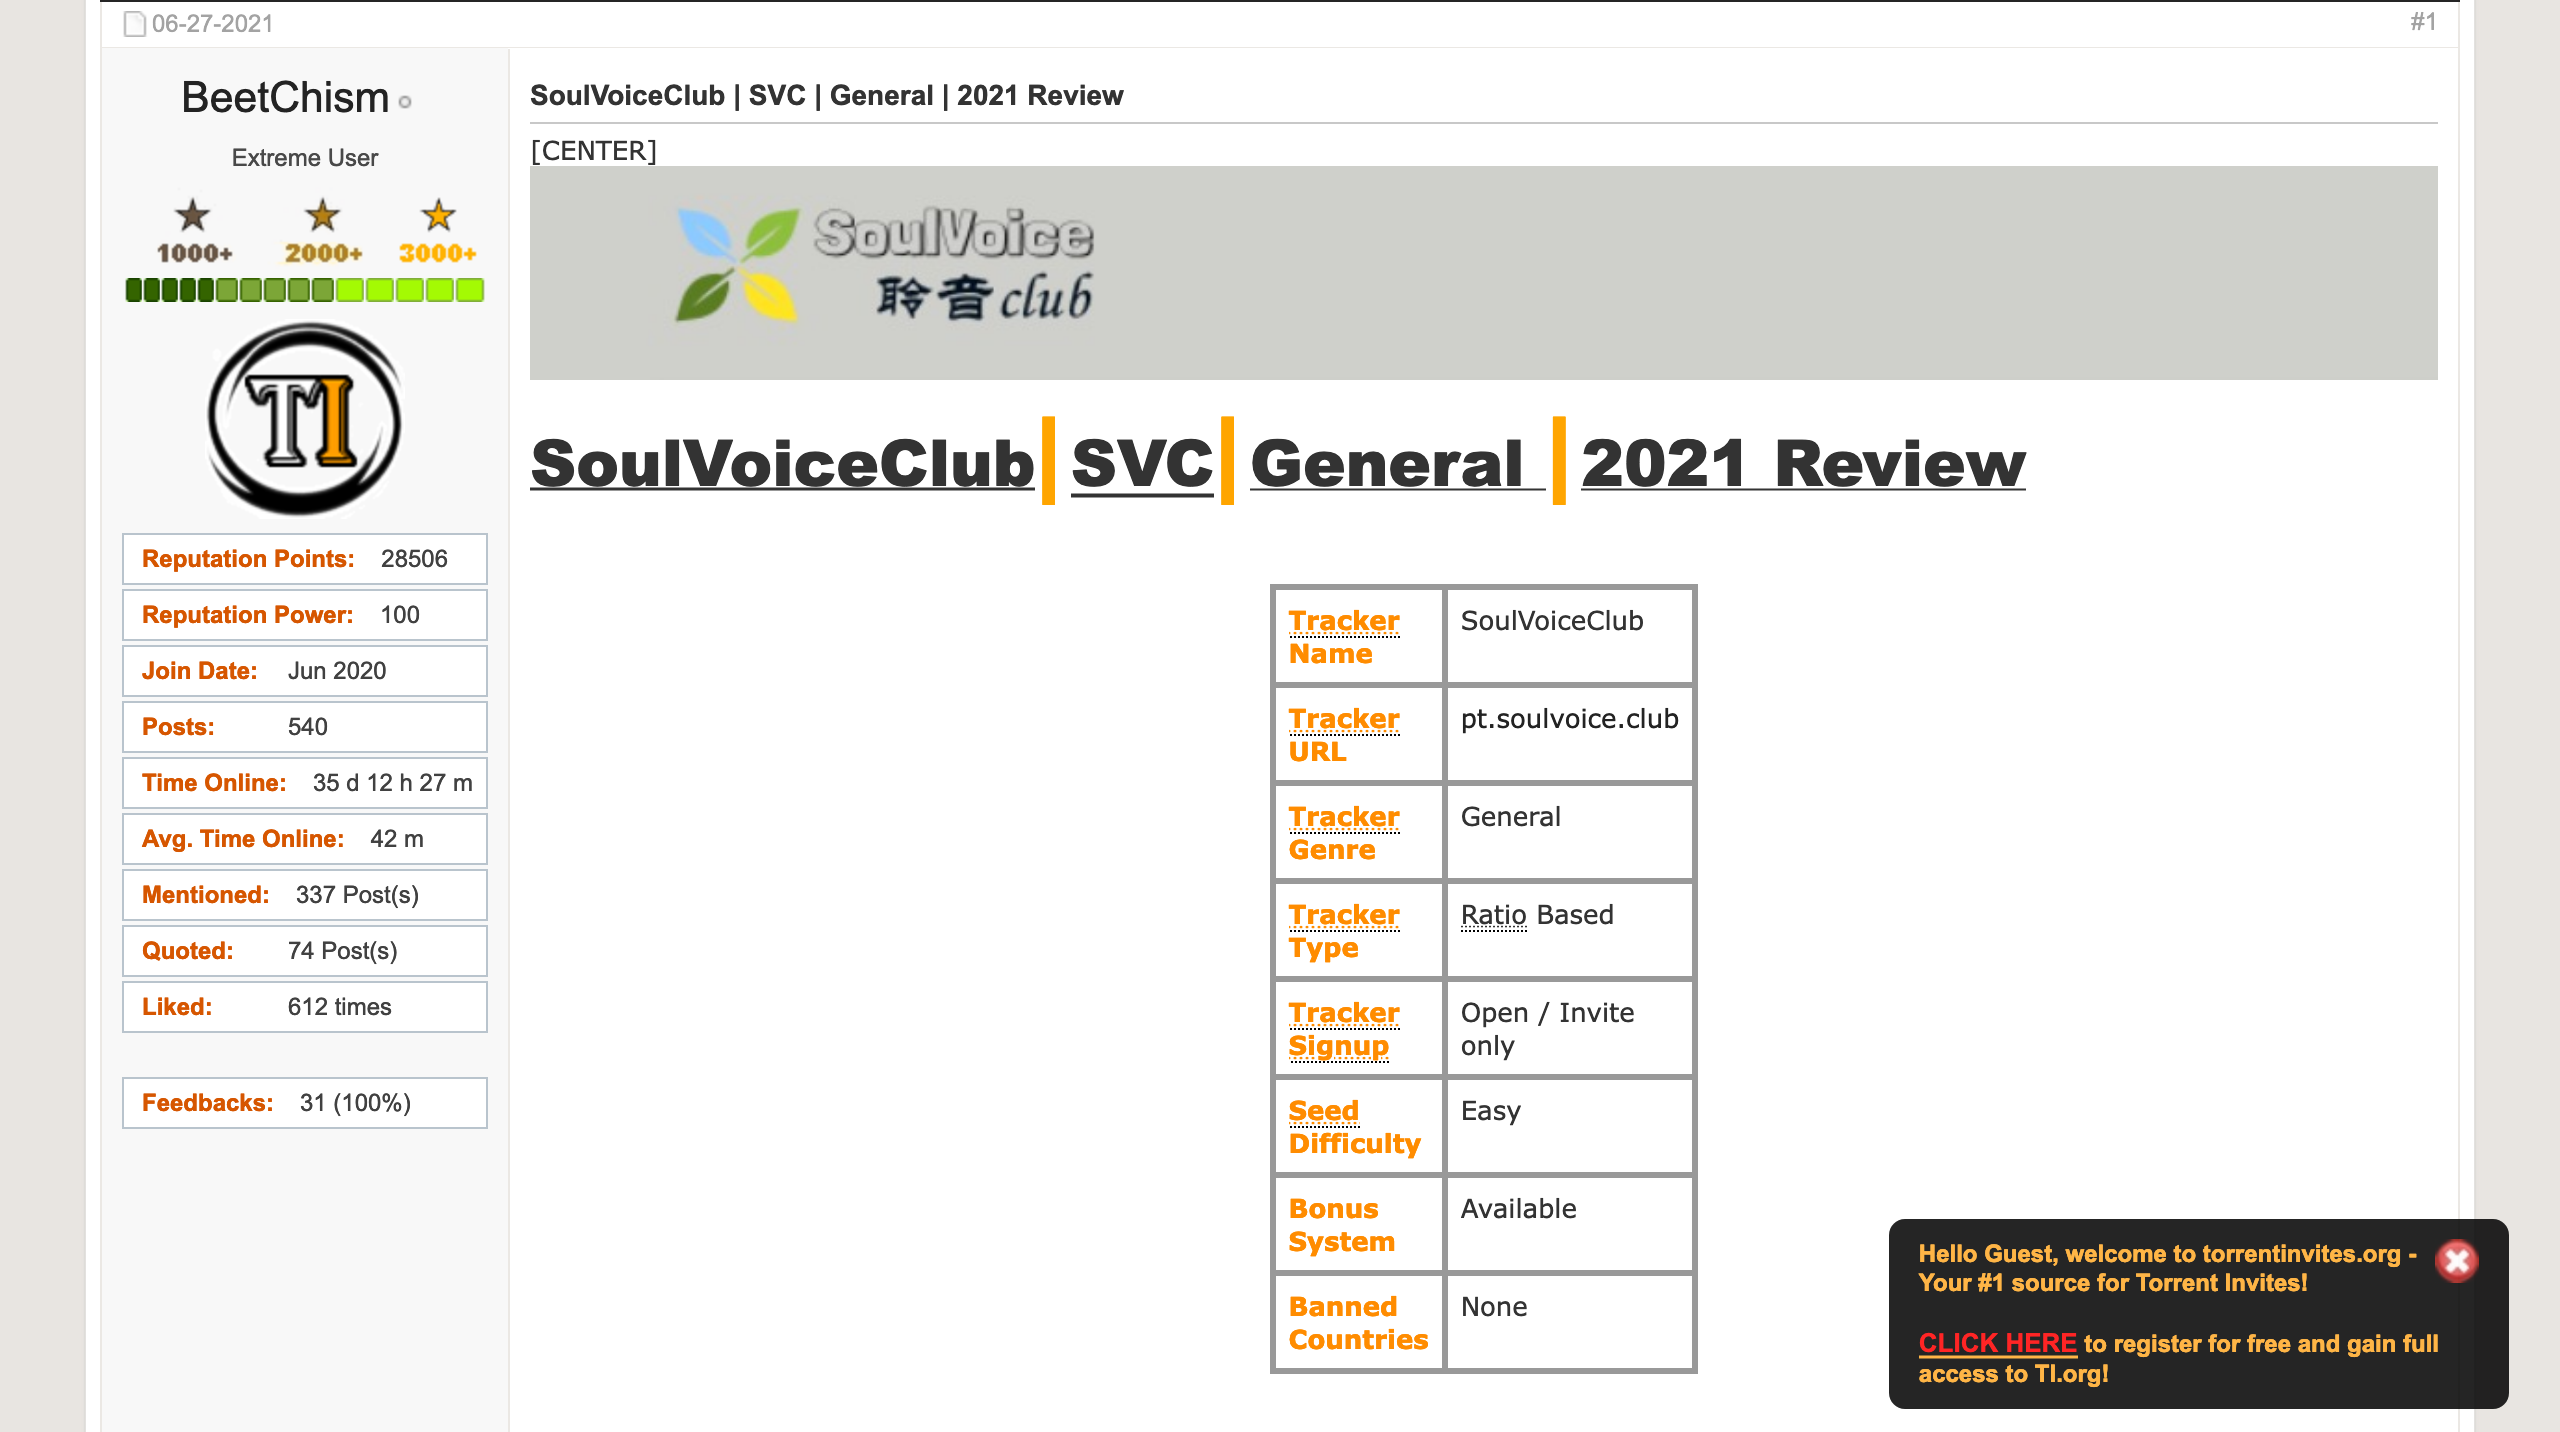 06-27-2021
#1
BeetChism
Extreme User
1000+ 2000+ 3000+
TI
Reputation Points: 28506
Reputation Power: 100
Join Date: Jun 2020
Posts: 540
Time Online: 35 d 12 h 27 m
Avg. Time Online: 42 m
Mentioned: 337 Post(s)
Quoted: 74 Post(s)
Liked: 612 times
Feedbacks: 31 (100%)
SoulVoiceClub | SVC | General | 2021 Review
[CENTER]
SoulVoice
聆音club
SoulVoiceClub | SVC | General | 2021 Review
Tracker
Name
SoulVoiceClub
Tracker
URL
pt.soulvoice.club
Tracker
Genre
General
Tracker
Type
Ratio Based
Tracker
Signup
Open / Invite
only
Seed
Difficulty
Easy
Bonus
System
Available
Banned
Countries
None
Hello Guest, welcome to torrentinvites.org -
Your #1 source for Torrent Invites!
CLICK HERE to register for free and gain full
access to TI.org!